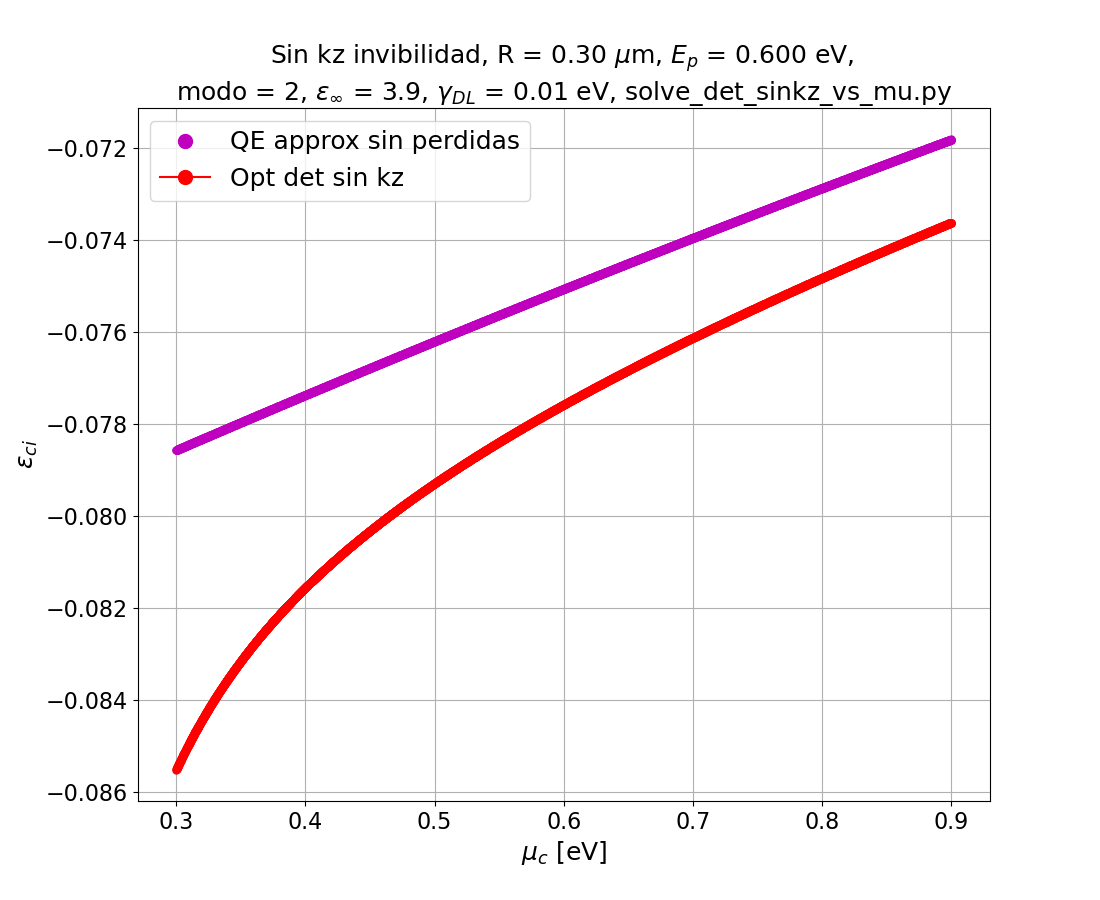 Sin kz invibilidad, R = 0.30 μm, E_p = 0.600 eV,
modo = 2, ε_∞ = 3.9, γ_DL = 0.01 eV, solve_det_sinkz_vs_mu.py
QE approx sin perdidas
Opt det sin kz
−0.072
−0.074
−0.076
−0.078
−0.080
−0.082
−0.084
−0.086
ε_ci
0.3 0.4 0.5 0.6 0.7 0.8 0.9
μ_c [eV]